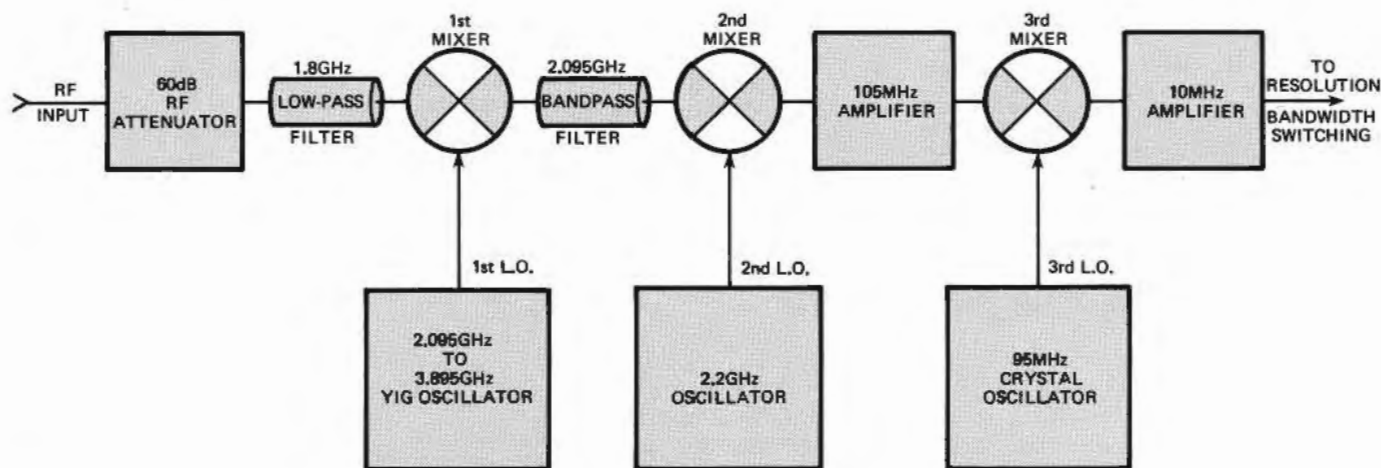 RF
INPUT
60dB
RF
ATTENUATOR
1.8GHz
LOW-PASS
FILTER
1st
MIXER
2.095GHz
BANDPASS
FILTER
2nd
MIXER
105MHz
AMPLIFIER
3rd
MIXER
10MHz
AMPLIFIER
TO
RESOLUTION
BANDWIDTH
SWITCHING
1st L.O.
2.095GHz
TO
3.895GHz
YIG OSCILLATOR
2nd L.O.
2.2GHz
OSCILLATOR
3rd L.O.
95MHz
CRYSTAL
OSCILLATOR